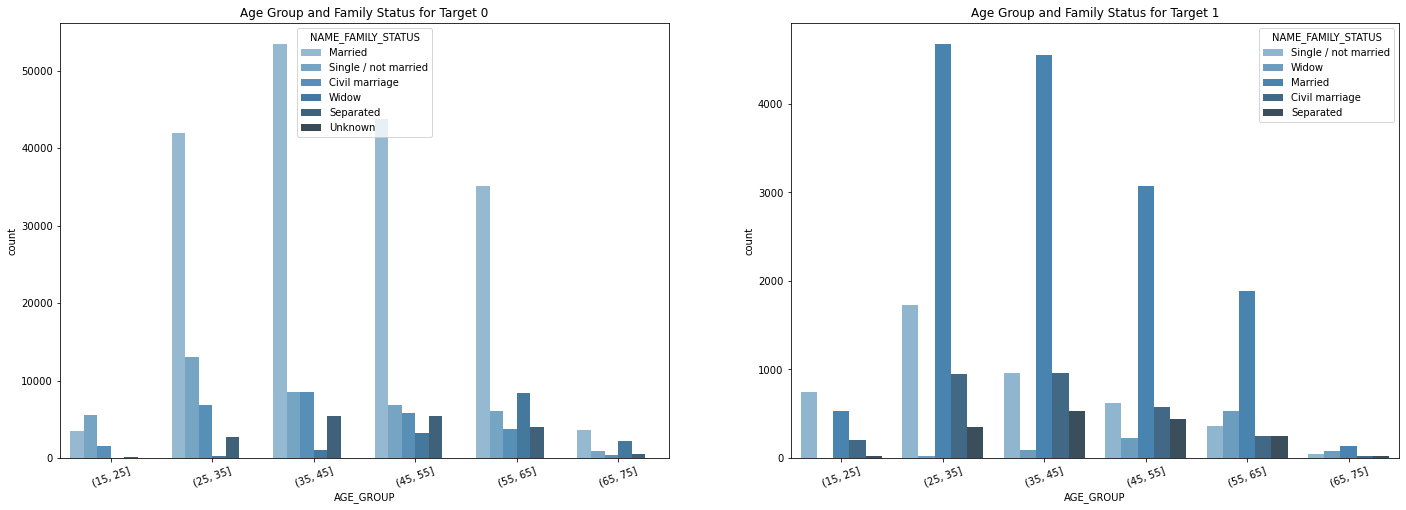 Age Group and Family Status for Target 0
NAME_FAMILY_STATUS
Married
Single / not married
Civil marriage
Widow
Separated
Unknown
50000
40000
30000
20000
10000
0
count
(15, 25]
(25, 35]
(35, 45]
(45, 55]
(55, 65]
(65, 75]
AGE_GROUP
Age Group and Family Status for Target 1
NAME_FAMILY_STATUS
Single / not married
Widow
Married
Civil marriage
Separated
4000
3000
2000
1000
0
count
(15, 25]
(25, 35]
(35, 45]
(45, 55]
(55, 65]
(65, 75]
AGE_GROUP